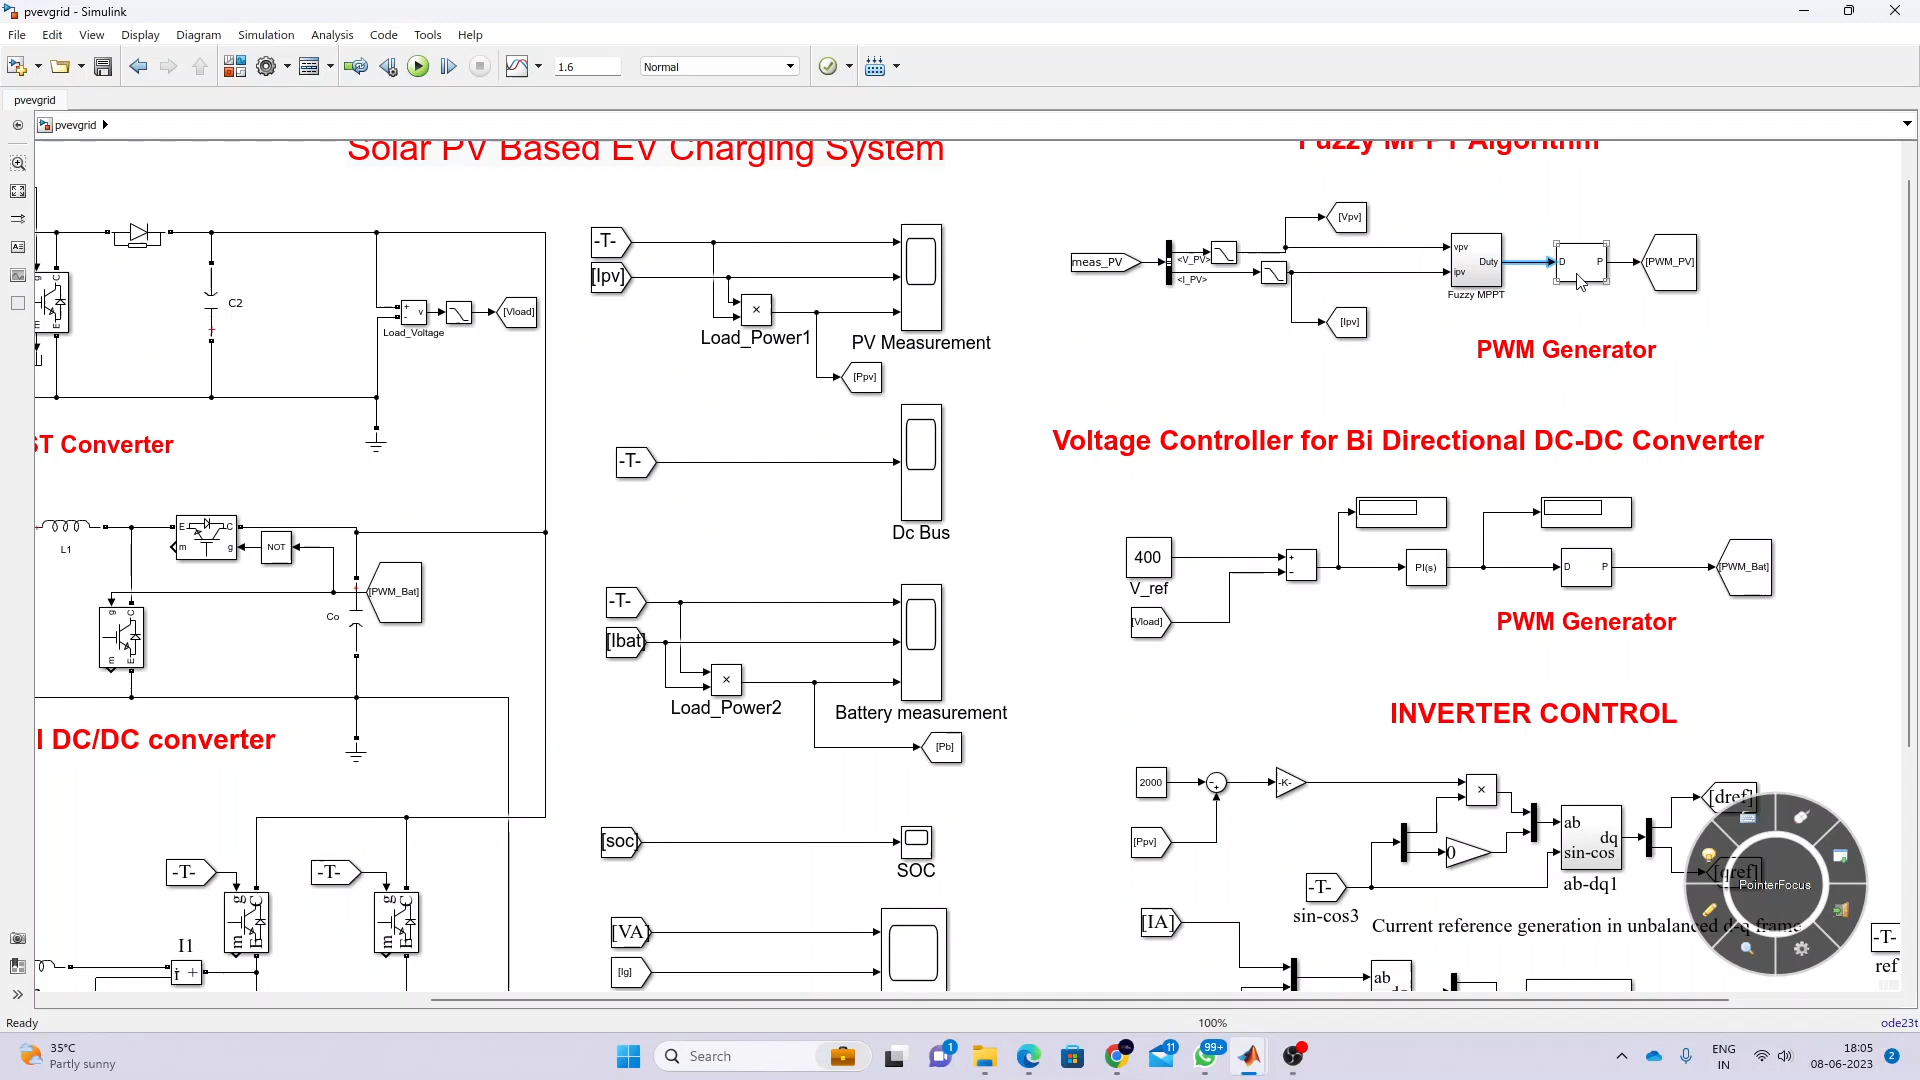 pvevgrid - Simulink
File Edit View Display Diagram Simulation Analysis Code Tools Help
1.6 Normal
pvevgrid
pvevgrid
Solar PV Based EV Charging System
Fuzzy MPPT Algorithm
C2
Load_Voltage
[Vload]
-T-
[Ipv]
Load_Power1
PV Measurement
[Ppv]
meas_PV
<V_PV>
<I_PV>
[Vpv]
[Ipv]
vpv
ipv
Duty
Fuzzy MPPT
D P
[PWM_PV]
PWM Generator
ST Converter
-T-
Dc Bus
Voltage Controller for Bi Directional DC-DC Converter
L1
E C
m g
NOT
[PWM_Bat]
Co
-T-
[Ibat]
Load_Power2
Battery measurement
[Pb]
400
V_ref
[Vload]
PI(s)
D P
[PWM_Bat]
PWM Generator
I DC/DC converter
INVERTER CONTROL
-T-
-T-
g C
m E
g C
m E
I1
i +
[soc]
SOC
[VA]
[Ig]
2000
[Ppv]
-K-
0
-T-
sin-cos3
ab
dq
sin-cos
ab-dq1
[dref]
[qref]
Current reference generation in unbalanced d-q frame
[IA]
ab
-T-
ref
PointerFocus
Ready
100%
ode23t
35°C
Partly sunny
Search
1
11
99+
ENG
IN
18:05
08-06-2023
2